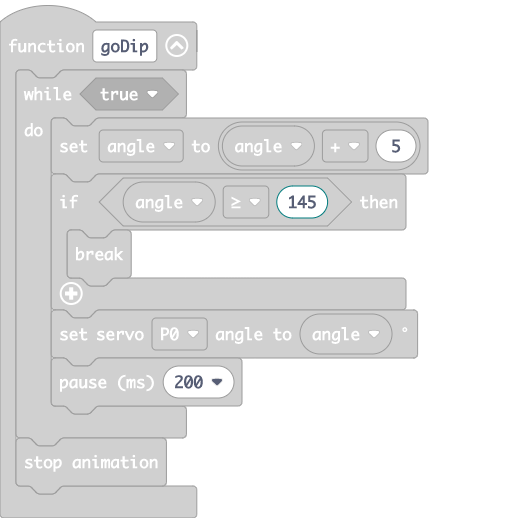 function goDip
while true
do
set angle to angle + 5
if angle ≥ 145 then
break
set servo P0 angle to angle °
pause (ms) 200
stop animation